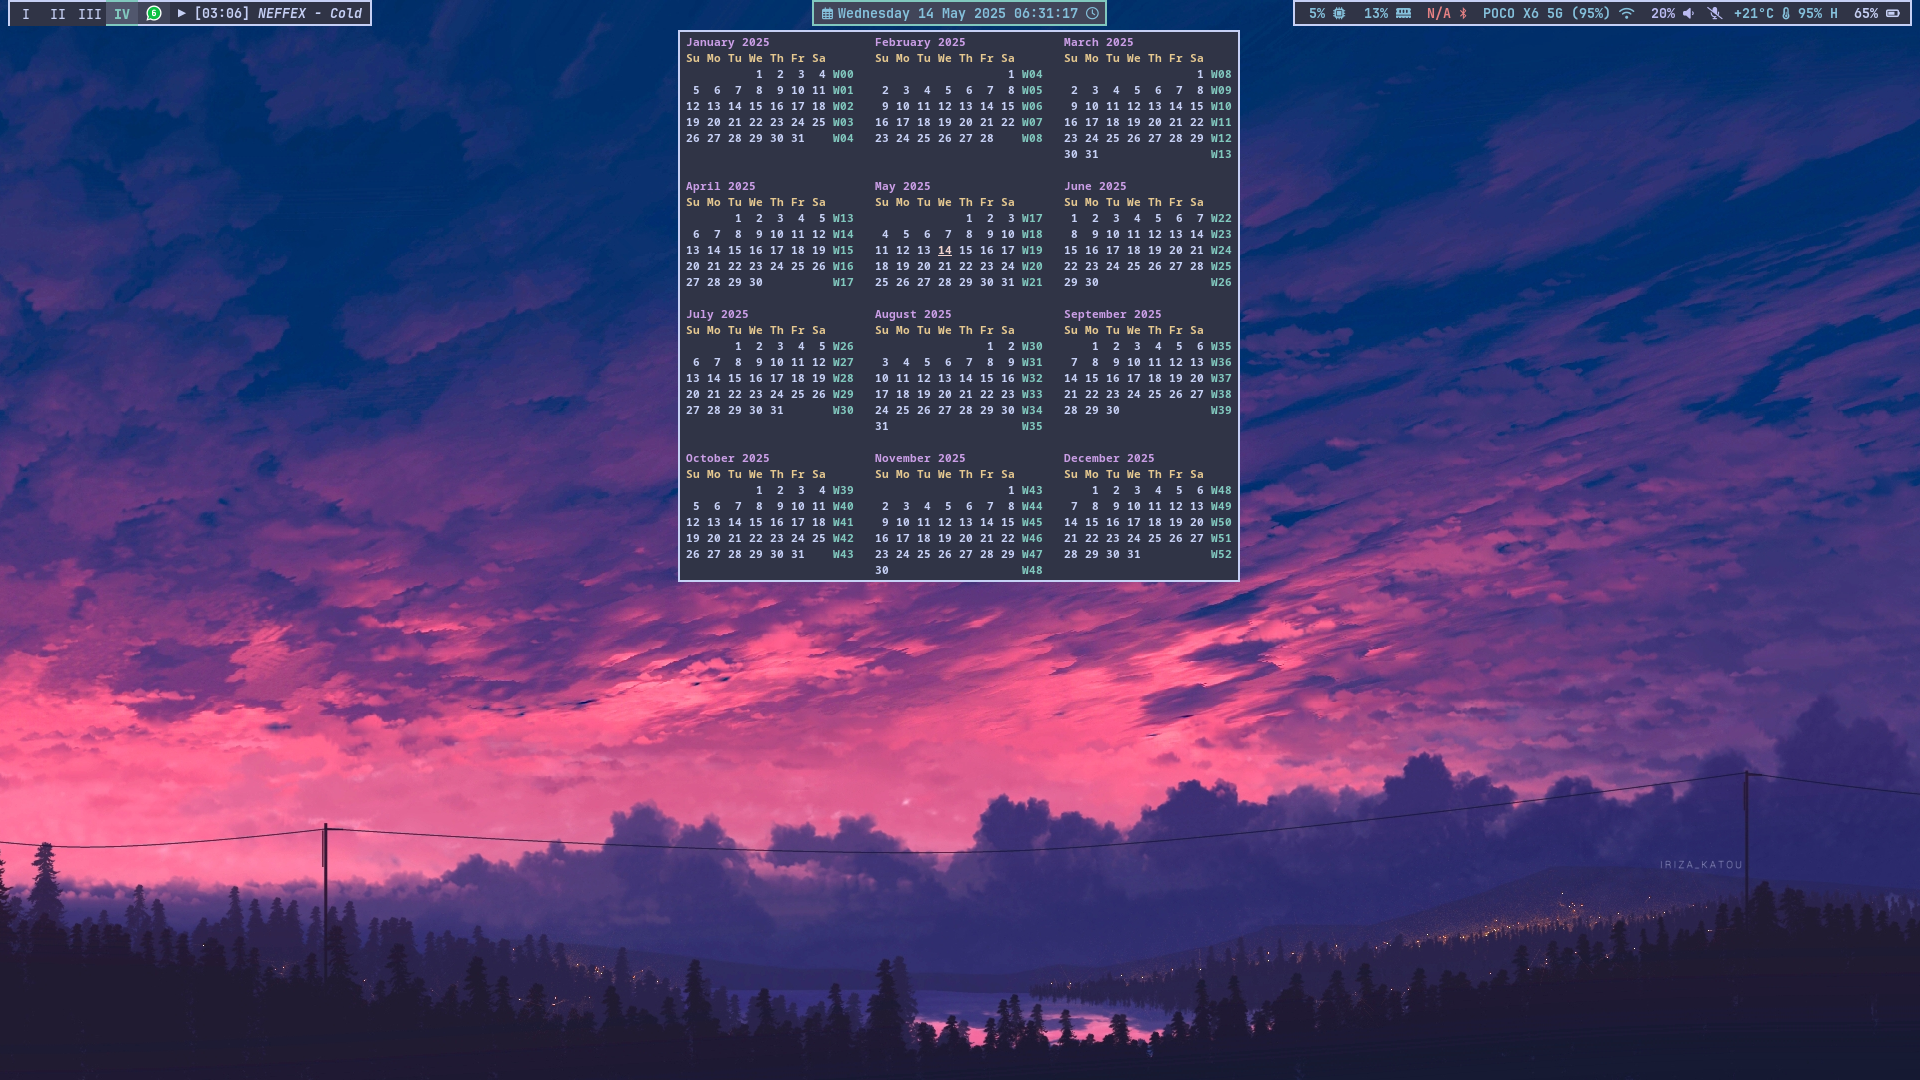 I II III IV 6 ▶ [03:06] NEFFEX - Cold
Wednesday 14 May 2025 06:31:17
5% 13% N/A POCO X6 5G (95%) 20% +21°C 95% H 65%
January 2025 February 2025 March 2025
Su Mo Tu We Th Fr Sa Su Mo Tu We Th Fr Sa Su Mo Tu We Th Fr Sa
1 2 3 4 W00 1 W04 1 W08
5 6 7 8 9 10 11 W01 2 3 4 5 6 7 8 W05 2 3 4 5 6 7 8 W09
12 13 14 15 16 17 18 W02 9 10 11 12 13 14 15 W06 9 10 11 12 13 14 15 W10
19 20 21 22 23 24 25 W03 16 17 18 19 20 21 22 W07 16 17 18 19 20 21 22 W11
26 27 28 29 30 31 W04 23 24 25 26 27 28 W08 23 24 25 26 27 28 29 W12
30 31 W13
April 2025 May 2025 June 2025
Su Mo Tu We Th Fr Sa Su Mo Tu We Th Fr Sa Su Mo Tu We Th Fr Sa
1 2 3 4 5 W13 1 2 3 W17 1 2 3 4 5 6 7 W22
6 7 8 9 10 11 12 W14 4 5 6 7 8 9 10 W18 8 9 10 11 12 13 14 W23
13 14 15 16 17 18 19 W15 11 12 13 14 15 16 17 W19 15 16 17 18 19 20 21 W24
20 21 22 23 24 25 26 W16 18 19 20 21 22 23 24 W20 22 23 24 25 26 27 28 W25
27 28 29 30 W17 25 26 27 28 29 30 31 W21 29 30 W26
July 2025 August 2025 September 2025
Su Mo Tu We Th Fr Sa Su Mo Tu We Th Fr Sa Su Mo Tu We Th Fr Sa
1 2 3 4 5 W26 1 2 W30 1 2 3 4 5 6 W35
6 7 8 9 10 11 12 W27 3 4 5 6 7 8 9 W31 7 8 9 10 11 12 13 W36
13 14 15 16 17 18 19 W28 10 11 12 13 14 15 16 W32 14 15 16 17 18 19 20 W37
20 21 22 23 24 25 26 W29 17 18 19 20 21 22 23 W33 21 22 23 24 25 26 27 W38
27 28 29 30 31 W30 24 25 26 27 28 29 30 W34 28 29 30 W39
31 W35
October 2025 November 2025 December 2025
Su Mo Tu We Th Fr Sa Su Mo Tu We Th Fr Sa Su Mo Tu We Th Fr Sa
1 2 3 4 W39 1 W43 1 2 3 4 5 6 W48
5 6 7 8 9 10 11 W40 2 3 4 5 6 7 8 W44 7 8 9 10 11 12 13 W49
12 13 14 15 16 17 18 W41 9 10 11 12 13 14 15 W45 14 15 16 17 18 19 20 W50
19 20 21 22 23 24 25 W42 16 17 18 19 20 21 22 W46 21 22 23 24 25 26 27 W51
26 27 28 29 30 31 W43 23 24 25 26 27 28 29 W47 28 29 30 31 W52
30 W48
IRIZA_KATOU